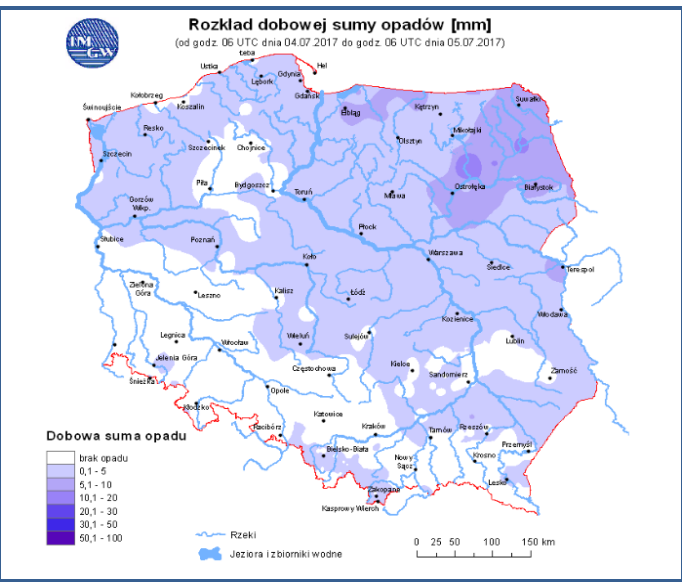 Rozkład dobowej sumy opadów [mm]
(od godz. 06 UTC dnia 04.07.2017 do godz. 06 UTC dnia 05.07.2017)
IM
GW
Łeba
Hel
Ustka
Gdynia
Lębork
Gdańsk
Suwałki
Kołobrzeg
Koszalin
Elbląg
Kętrzyn
Świnoujście
Resko
Mikołajki
Olsztyn
Szczecinek
Chojnice
Szczecin
Piła
Bydgoszcz
Toruń
Mława
Ostrołęka
Białystok
Gorzów
Wlkp.
Płock
Słubice
Poznań
Koło
Warszawa
Siedlce
Terespol
Zielona
Góra
Leszno
Kalisz
Łódź
Kozienice
Włodawa
Legnica
Wrocław
Wieluń
Sulejów
Lublin
Jelenia Góra
Kielce
Częstochowa
Sandomierz
Zamość
Śnieżka
Opole
Kłodzko
Katowice
Kraków
Tarnów
Rzeszów
Racibórz
Przemyśl
Bielsko-Biała
Nowy
Sącz
Krosno
Lesko
Zakopane
Kasprowy Wierch
Dobowa suma opadu
brak opadu
0,1 - 5
5,1 - 10
10,1 - 20
20,1 - 30
30,1 - 50
50,1 - 100
Rzeki
Jeziora i zbiorniki wodne
0 25 50 100 150 km